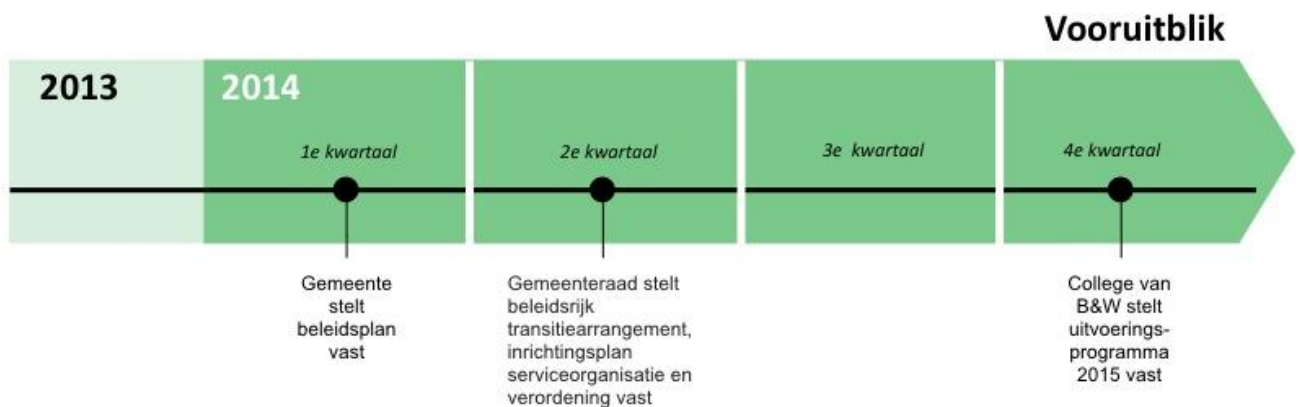 Vooruitblik
2013
2014
1e kwartaal
2e kwartaal
3e kwartaal
4e kwartaal
Gemeente
stelt
beleidsplan
vast
Gemeenteraad stelt
beleidsrijk
transitiearrangement,
inrichtingsplan
serviceorganisatie en
verordening vast
College van
B&W stelt
uitvoerings-
programma
2015 vast